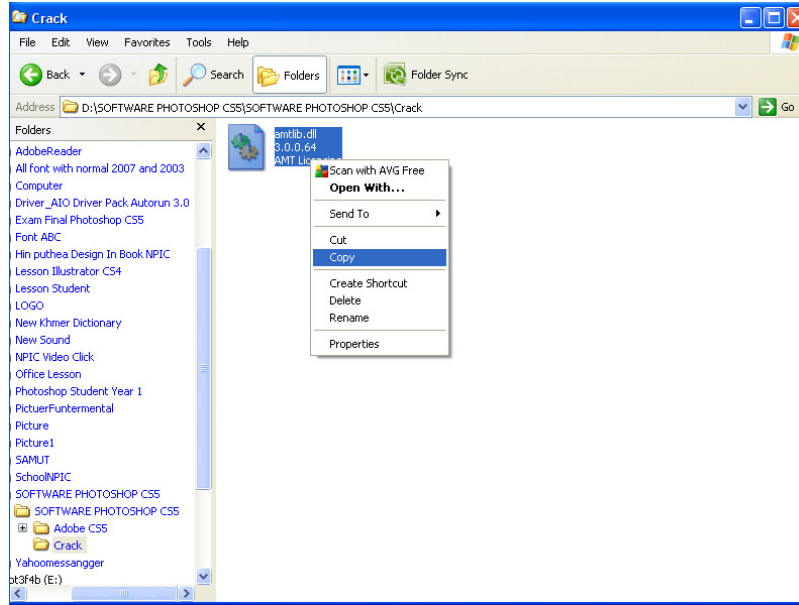 Crack
File Edit View Favorites Tools Help
Back Search Folders Folder Sync
Address D:\SOFTWARE PHOTOSHOP CS5\SOFTWARE PHOTOSHOP CS5\Crack Go
Folders x
AdobeReader
All font with normal 2007 and 2003
Computer
Driver_AIO Driver Pack Autorun 3.0
Exam Final Photoshop CS5
Font ABC
Hin puthea Design In Book NPIC
Lesson Illustrator CS4
Lesson Student
LOGO
New Khmer Dictionary
New Sound
NPIC Video Click
Office Lesson
Photoshop Student Year 1
PictuerFuntermental
Picture
Picture1
SAMUT
SchoolNPIC
SOFTWARE PHOTOSHOP CS5
SOFTWARE PHOTOSHOP CS5
Adobe CS5
Crack
Yahoomessangger
ot3f4b (E:)
amtlib.dll
3.0.0.64
AMT Licensing
Scan with AVG Free
Open With...
Send To
Cut
Copy
Create Shortcut
Delete
Rename
Properties